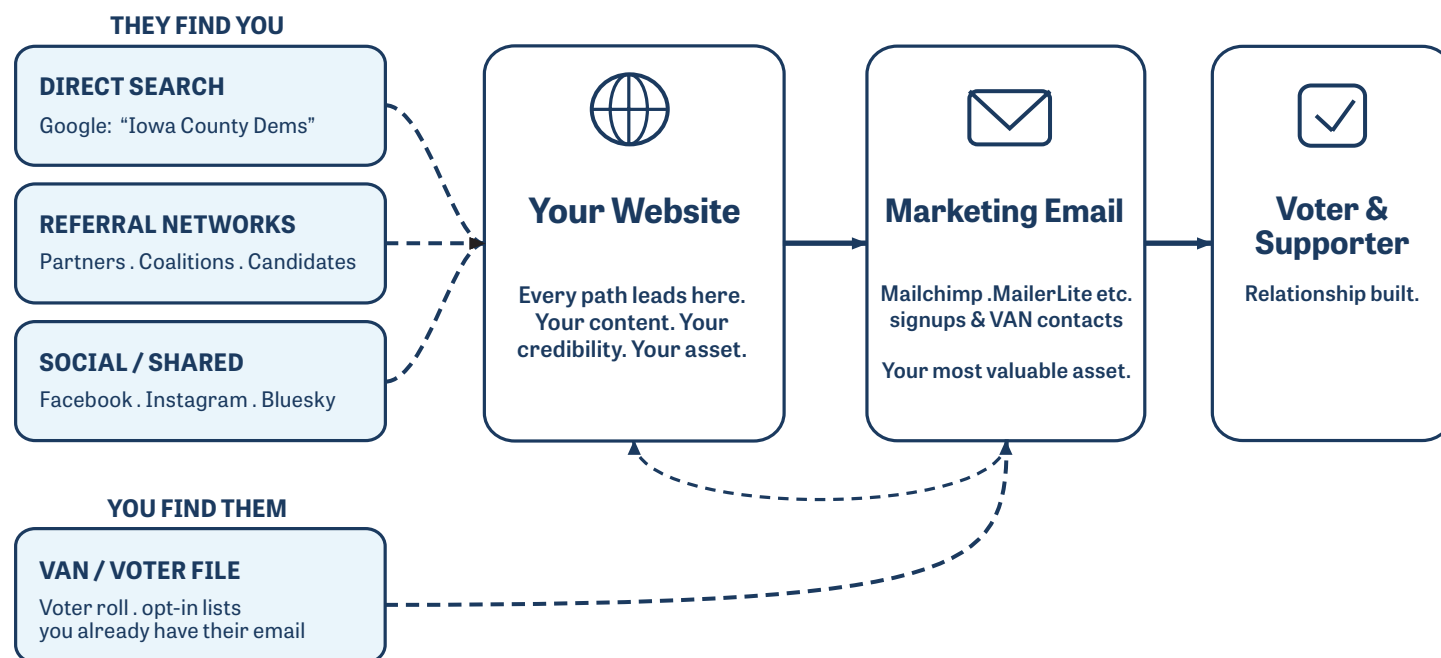 THEY FIND YOU
DIRECT SEARCH
Google: “Iowa County Dems”
REFERRAL NETWORKS
Partners . Coalitions . Candidates
SOCIAL / SHARED
Facebook . Instagram . Bluesky
Your Website
Every path leads here.
Your content. Your
credibility. Your asset.
Marketing Email
Mailchimp .MailerLite etc.
signups & VAN contacts
Your most valuable asset.
Voter &
Supporter
Relationship built.
YOU FIND THEM
VAN / VOTER FILE
Voter roll . opt-in lists
you already have their email